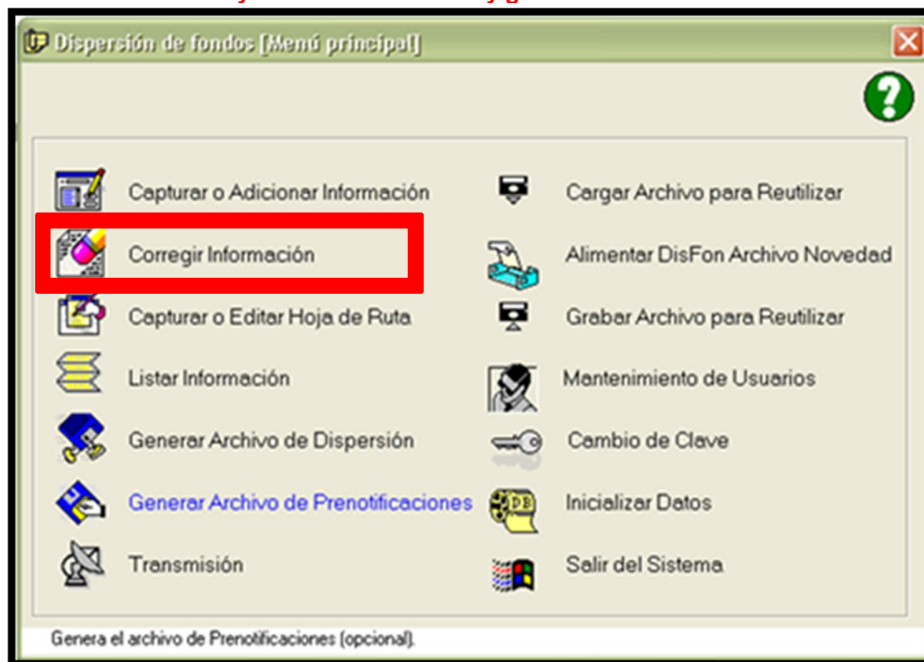 Dispersión de fondos [Menú principal]
Capturar o Adicionar Información
Corregir Información
Capturar o Editar Hoja de Ruta
Listar Información
Generar Archivo de Dispersión
Generar Archivo de Prenotificaciones
Transmisión
Cargar Archivo para Reutilizar
Alimentar DisFon Archivo Novedad
Grabar Archivo para Reutilizar
Mantenimiento de Usuarios
Cambio de Clave
DB
Inicializar Datos
Salir del Sistema
Genera el archivo de Prenotificaciones (opcional).